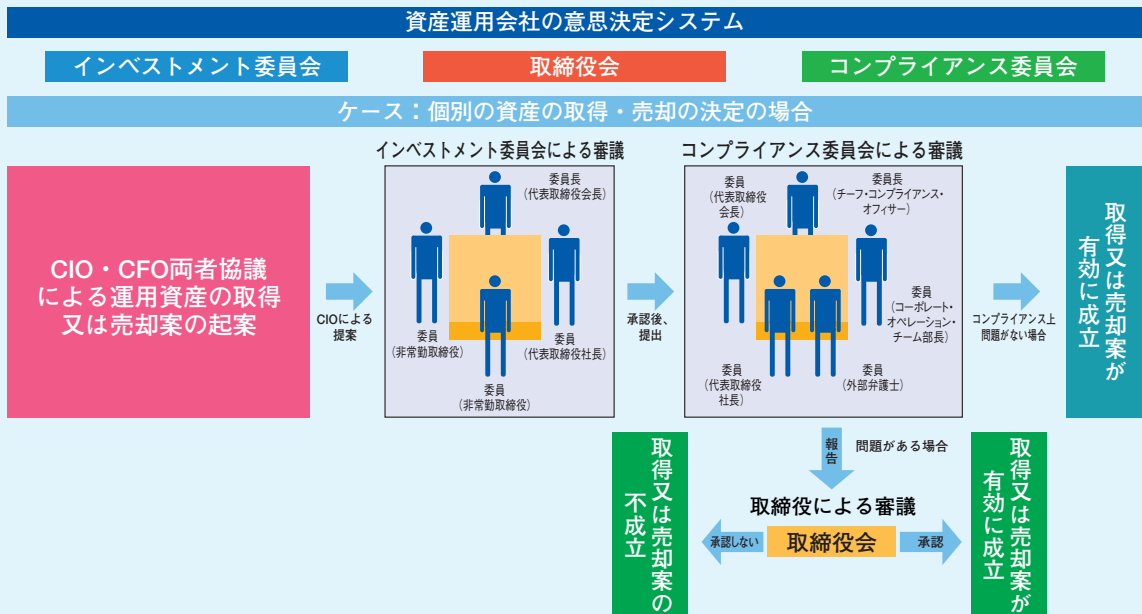 資産運用会社の意思決定システム
インベストメント委員会
取締役会
コンプライアンス委員会
ケース：個別の資産の取得・売却の決定の場合
CIO・CFO両者協議
による運用資産の取得
又は売却案の起案
CIOによる
提案
インベストメント委員会による審議
委員長
（代表取締役会長）
委員
（非常勤取締役）
委員
（代表取締役社長）
委員
（非常勤取締役）
承認後、
提出
コンプライアンス委員会による審議
委員
（代表取締役
会長）
委員長
（チーフ・コンプライアンス・
オフィサー）
委員
（コーポレート・
オペレーション・
チーム部長）
委員
（代表取締役
社長）
委員
（外部弁護士）
コンプライアンス上
問題がない場合
取得又は売却案が
有効に成立
報告
問題がある場合
取締役による審議
取締役会
承認しない
承認
取得又は売却案の
不成立
取得又は売却案が
有効に成立